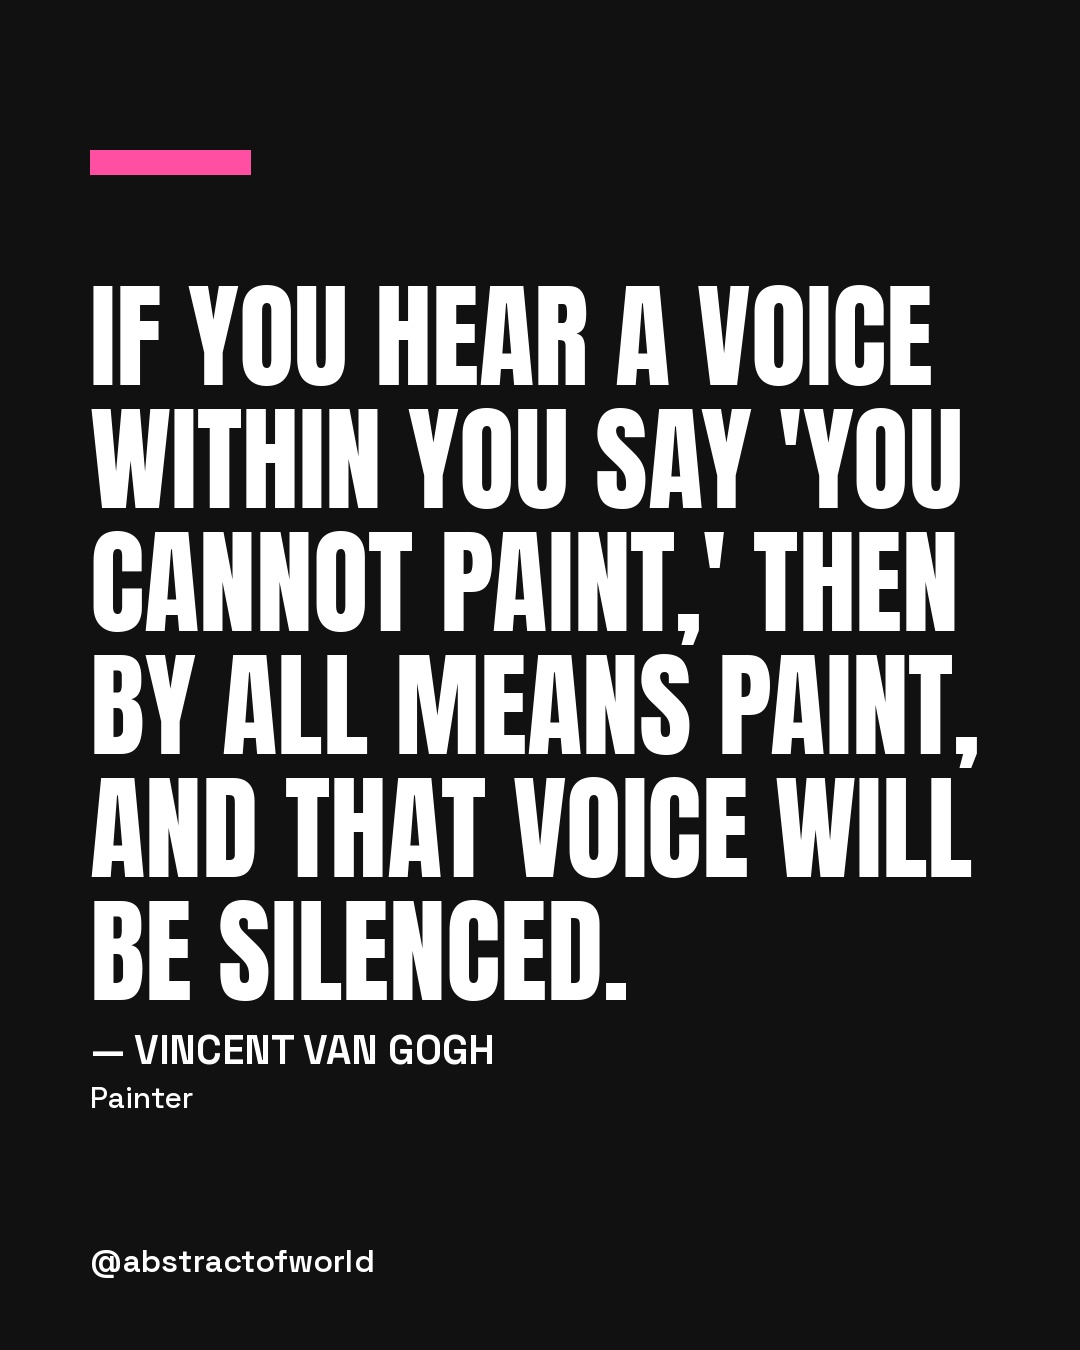 IF YOU HEAR A VOICE
WITHIN YOU SAY 'YOU
CANNOT PAINT,' THEN
BY ALL MEANS PAINT,
AND THAT VOICE WILL
BE SILENCED.
— VINCENT VAN GOGH
Painter
@abstractofworld